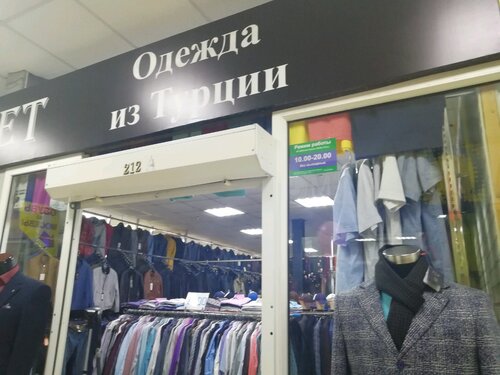 Одежда
из Турции
ET
212
Режим работы
10.00-20.00